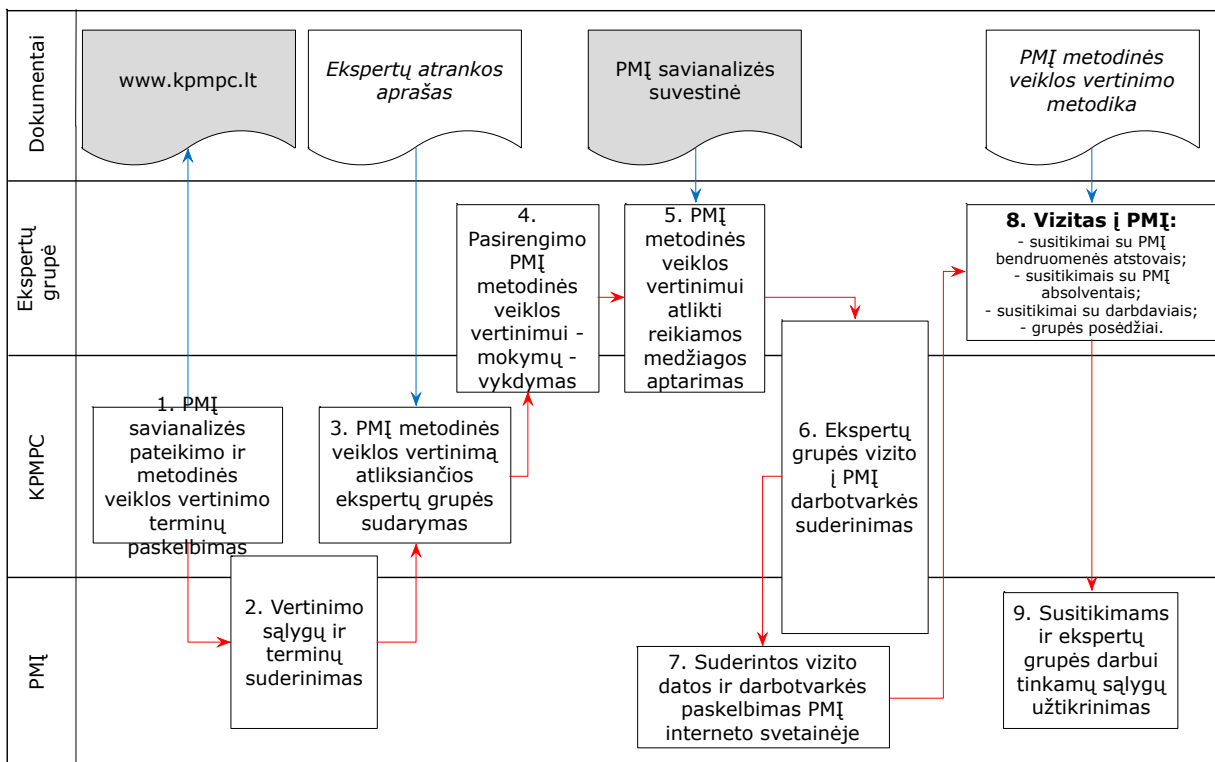 Dokumentai
www.kpmpc.lt
Ekspertų atrankos
aprašas
PMĮ savianalizės
suvestinė
PMĮ metodinės
veiklos vertinimo
metodika
Ekspertų
grupė
4.
Pasirengimo
PMĮ
metodinės
veiklos
vertinimui -
mokymų -
vykdymas
5. PMĮ
metodinės
veiklos
vertinimui
atlikti
reikiamos
medžiagos
aptarimas
8. Vizitas į PMĮ:
- susitikimai su PMĮ
bendruomenės atstovais;
- susitikimais su PMĮ
absolventais;
- susitikimai su darbdaviais;
- grupės posėdžiai.
KPMPC
1. PMĮ
savianalizės
pateikimo ir
metodinės
veiklos vertinimo
terminų
paskelbimas
3. PMĮ metodinės
veiklos vertinimą
atliksiančios
ekspertų grupės
sudarymas
6. Ekspertų
grupės vizito
į PMĮ
darbotvarkės
suderinimas
PMĮ
2. Vertinimo
sąlygų ir
terminų
suderinimas
7. Suderintos vizito
datos ir darbotvarkės
paskelbimas PMĮ
interneto svetainėje
9. Susitikimams
ir ekspertų
grupės darbui
tinkamų sąlygų
užtikrinimas